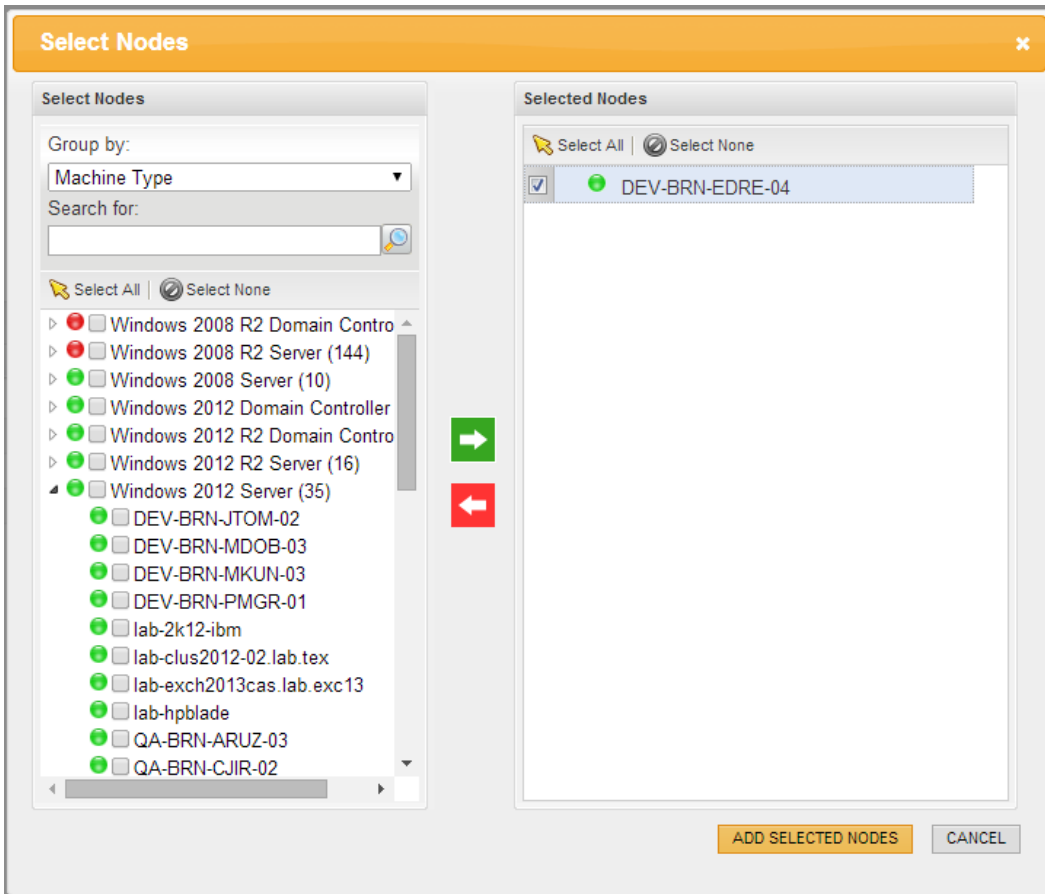 Select Nodes
Select Nodes
Group by:
Machine Type
Search for:
Select All | Select None
Windows 2008 R2 Domain Contro
Windows 2008 R2 Server (144)
Windows 2008 Server (10)
Windows 2012 Domain Controller
Windows 2012 R2 Domain Contro
Windows 2012 R2 Server (16)
Windows 2012 Server (35)
DEV-BRN-JTOM-02
DEV-BRN-MDOB-03
DEV-BRN-MKUN-03
DEV-BRN-PMGR-01
lab-2k12-ibm
lab-clus2012-02.lab.tex
lab-exch2013cas.lab.exc13
lab-hpblade
QA-BRN-ARUZ-03
QA-BRN-CJIR-02
Selected Nodes
Select All | Select None
DEV-BRN-EDRE-04
ADD SELECTED NODES
CANCEL